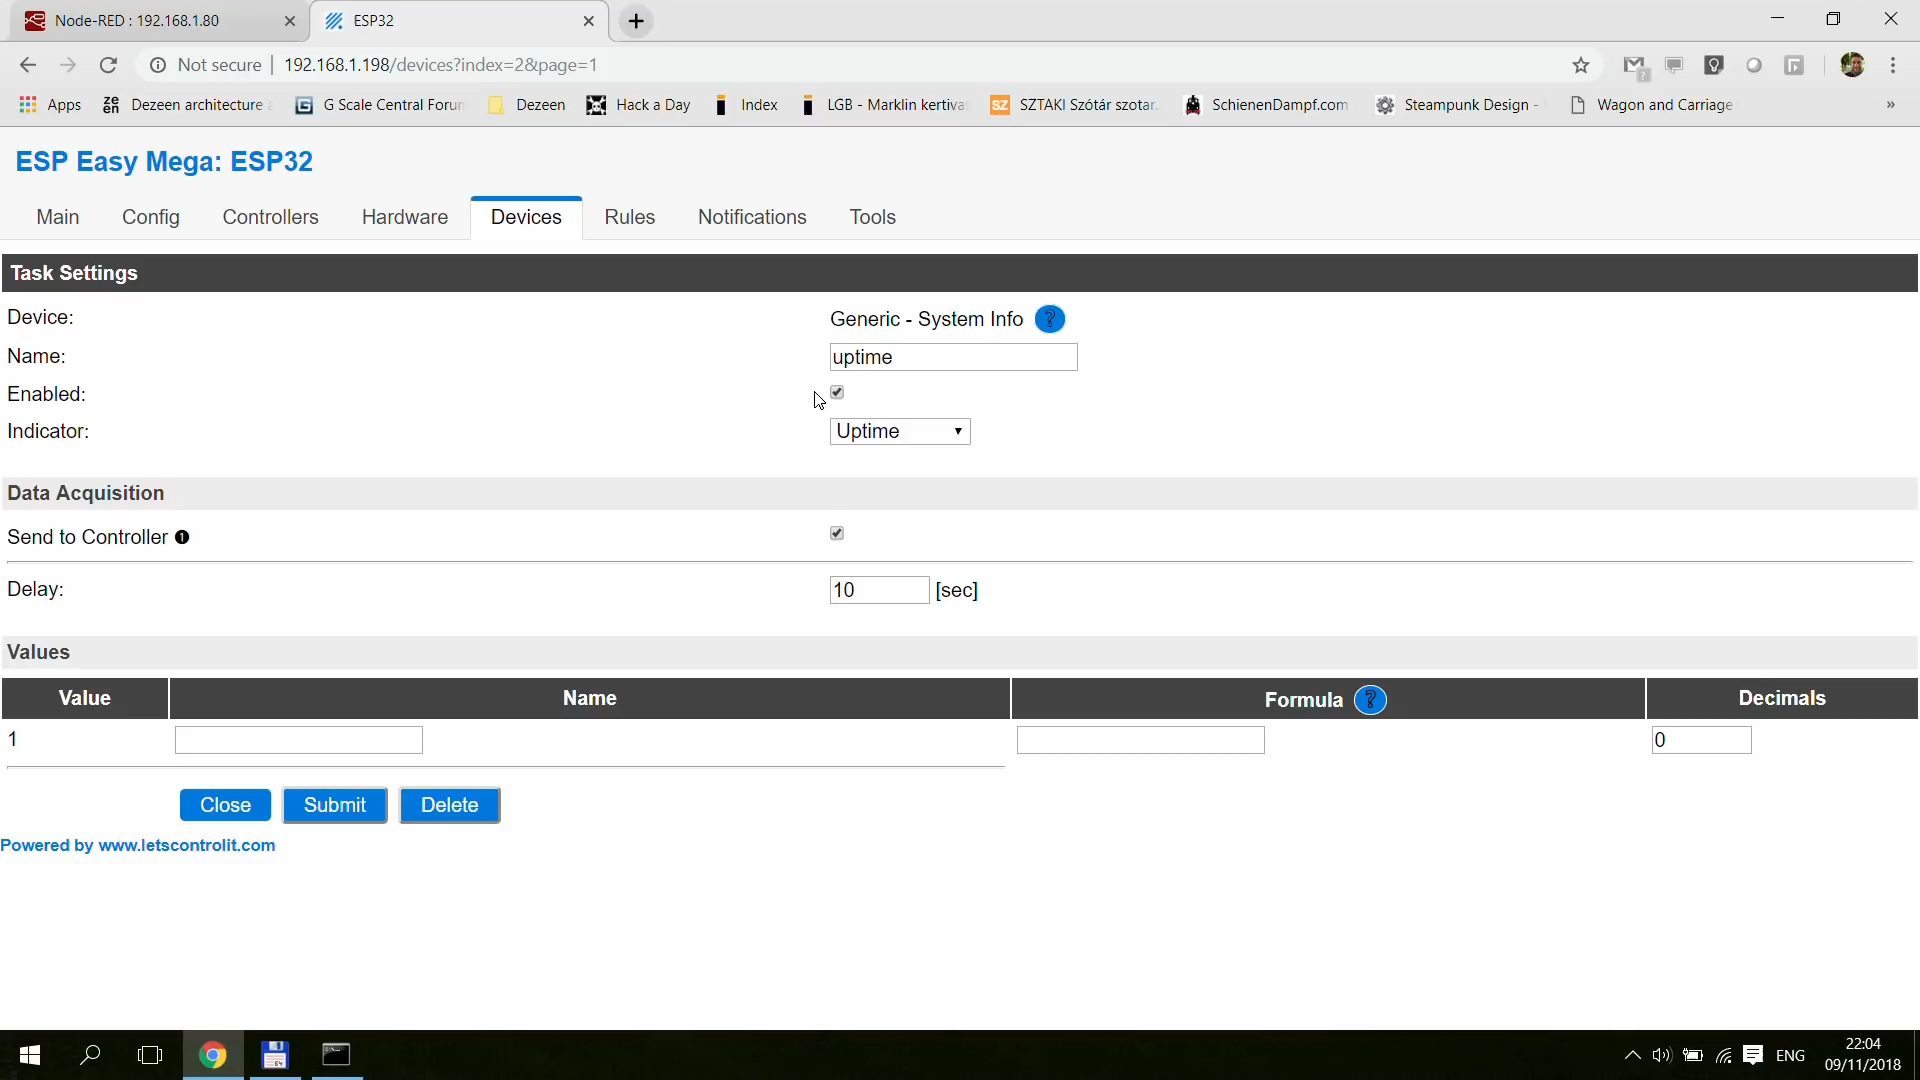 Node-RED : 192.168.1.80
ESP32
Not secure | 192.168.1.198/devices?index=2&page=1
Apps
Dezeen architecture
G Scale Central Forum
Dezeen
Hack a Day
Index
LGB - Marklin kertivas
SZTAKI Szótár szotar.
SchienenDampf.com
Steampunk Design -
Wagon and Carriage
»
ESP Easy Mega: ESP32
Main
Config
Controllers
Hardware
Devices
Rules
Notifications
Tools
Task Settings
Device:
Generic - System Info ?
Name:
uptime
Enabled:
Indicator:
Uptime
Data Acquisition
Send to Controller ❶
Delay:
10 [sec]
Values
Value
Name
Formula ?
Decimals
1
0
Close
Submit
Delete
Powered by www.letscontrolit.com
ENG
22:04
09/11/2018